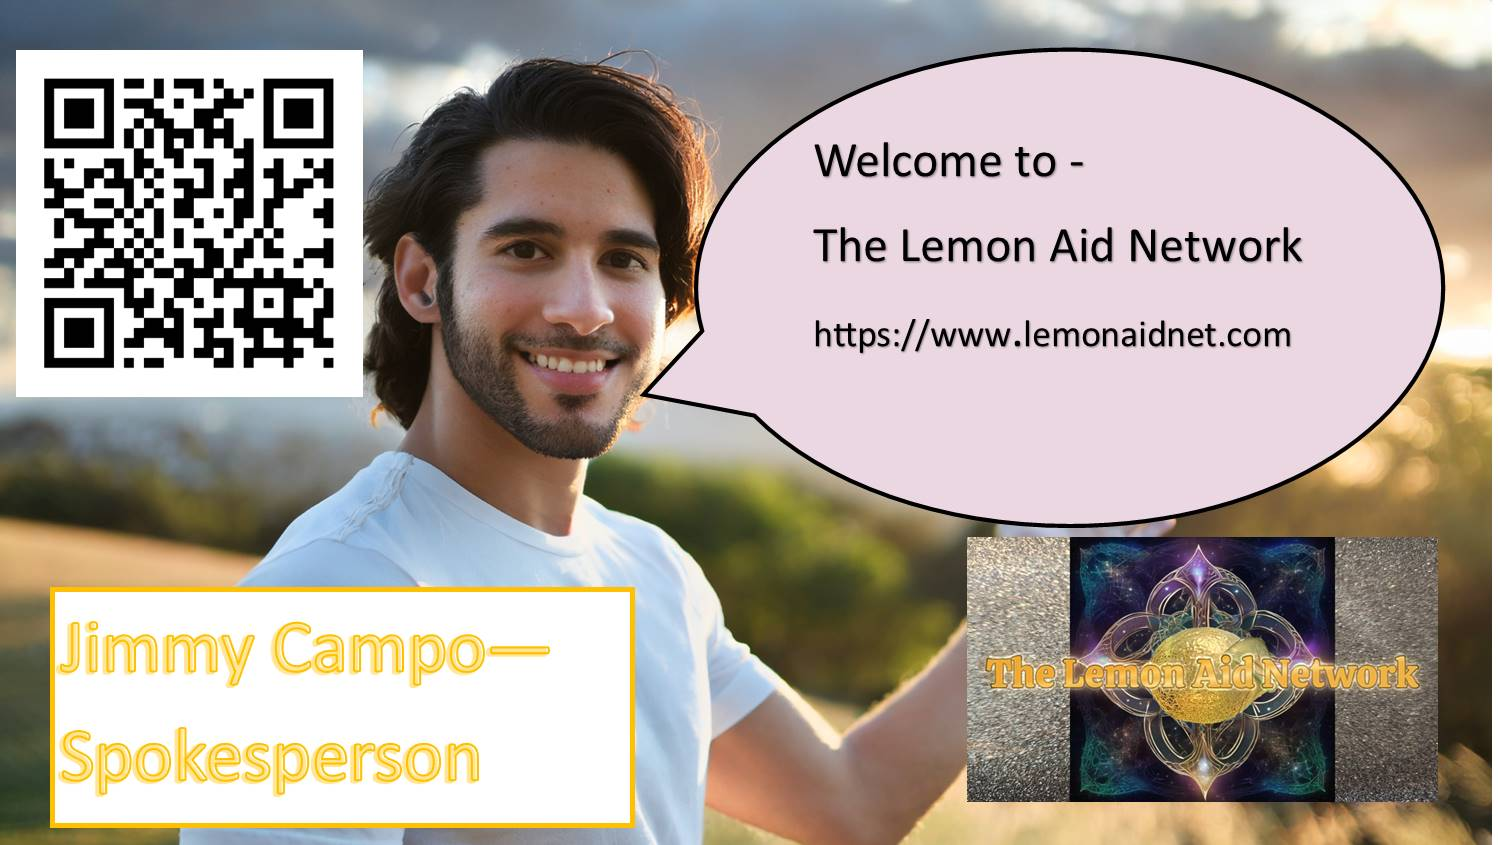 Welcome to -
The Lemon Aid Network
https://www.lemonaidnet.com
Jimmy Campo—
Spokesperson
The Lemon Aid Network